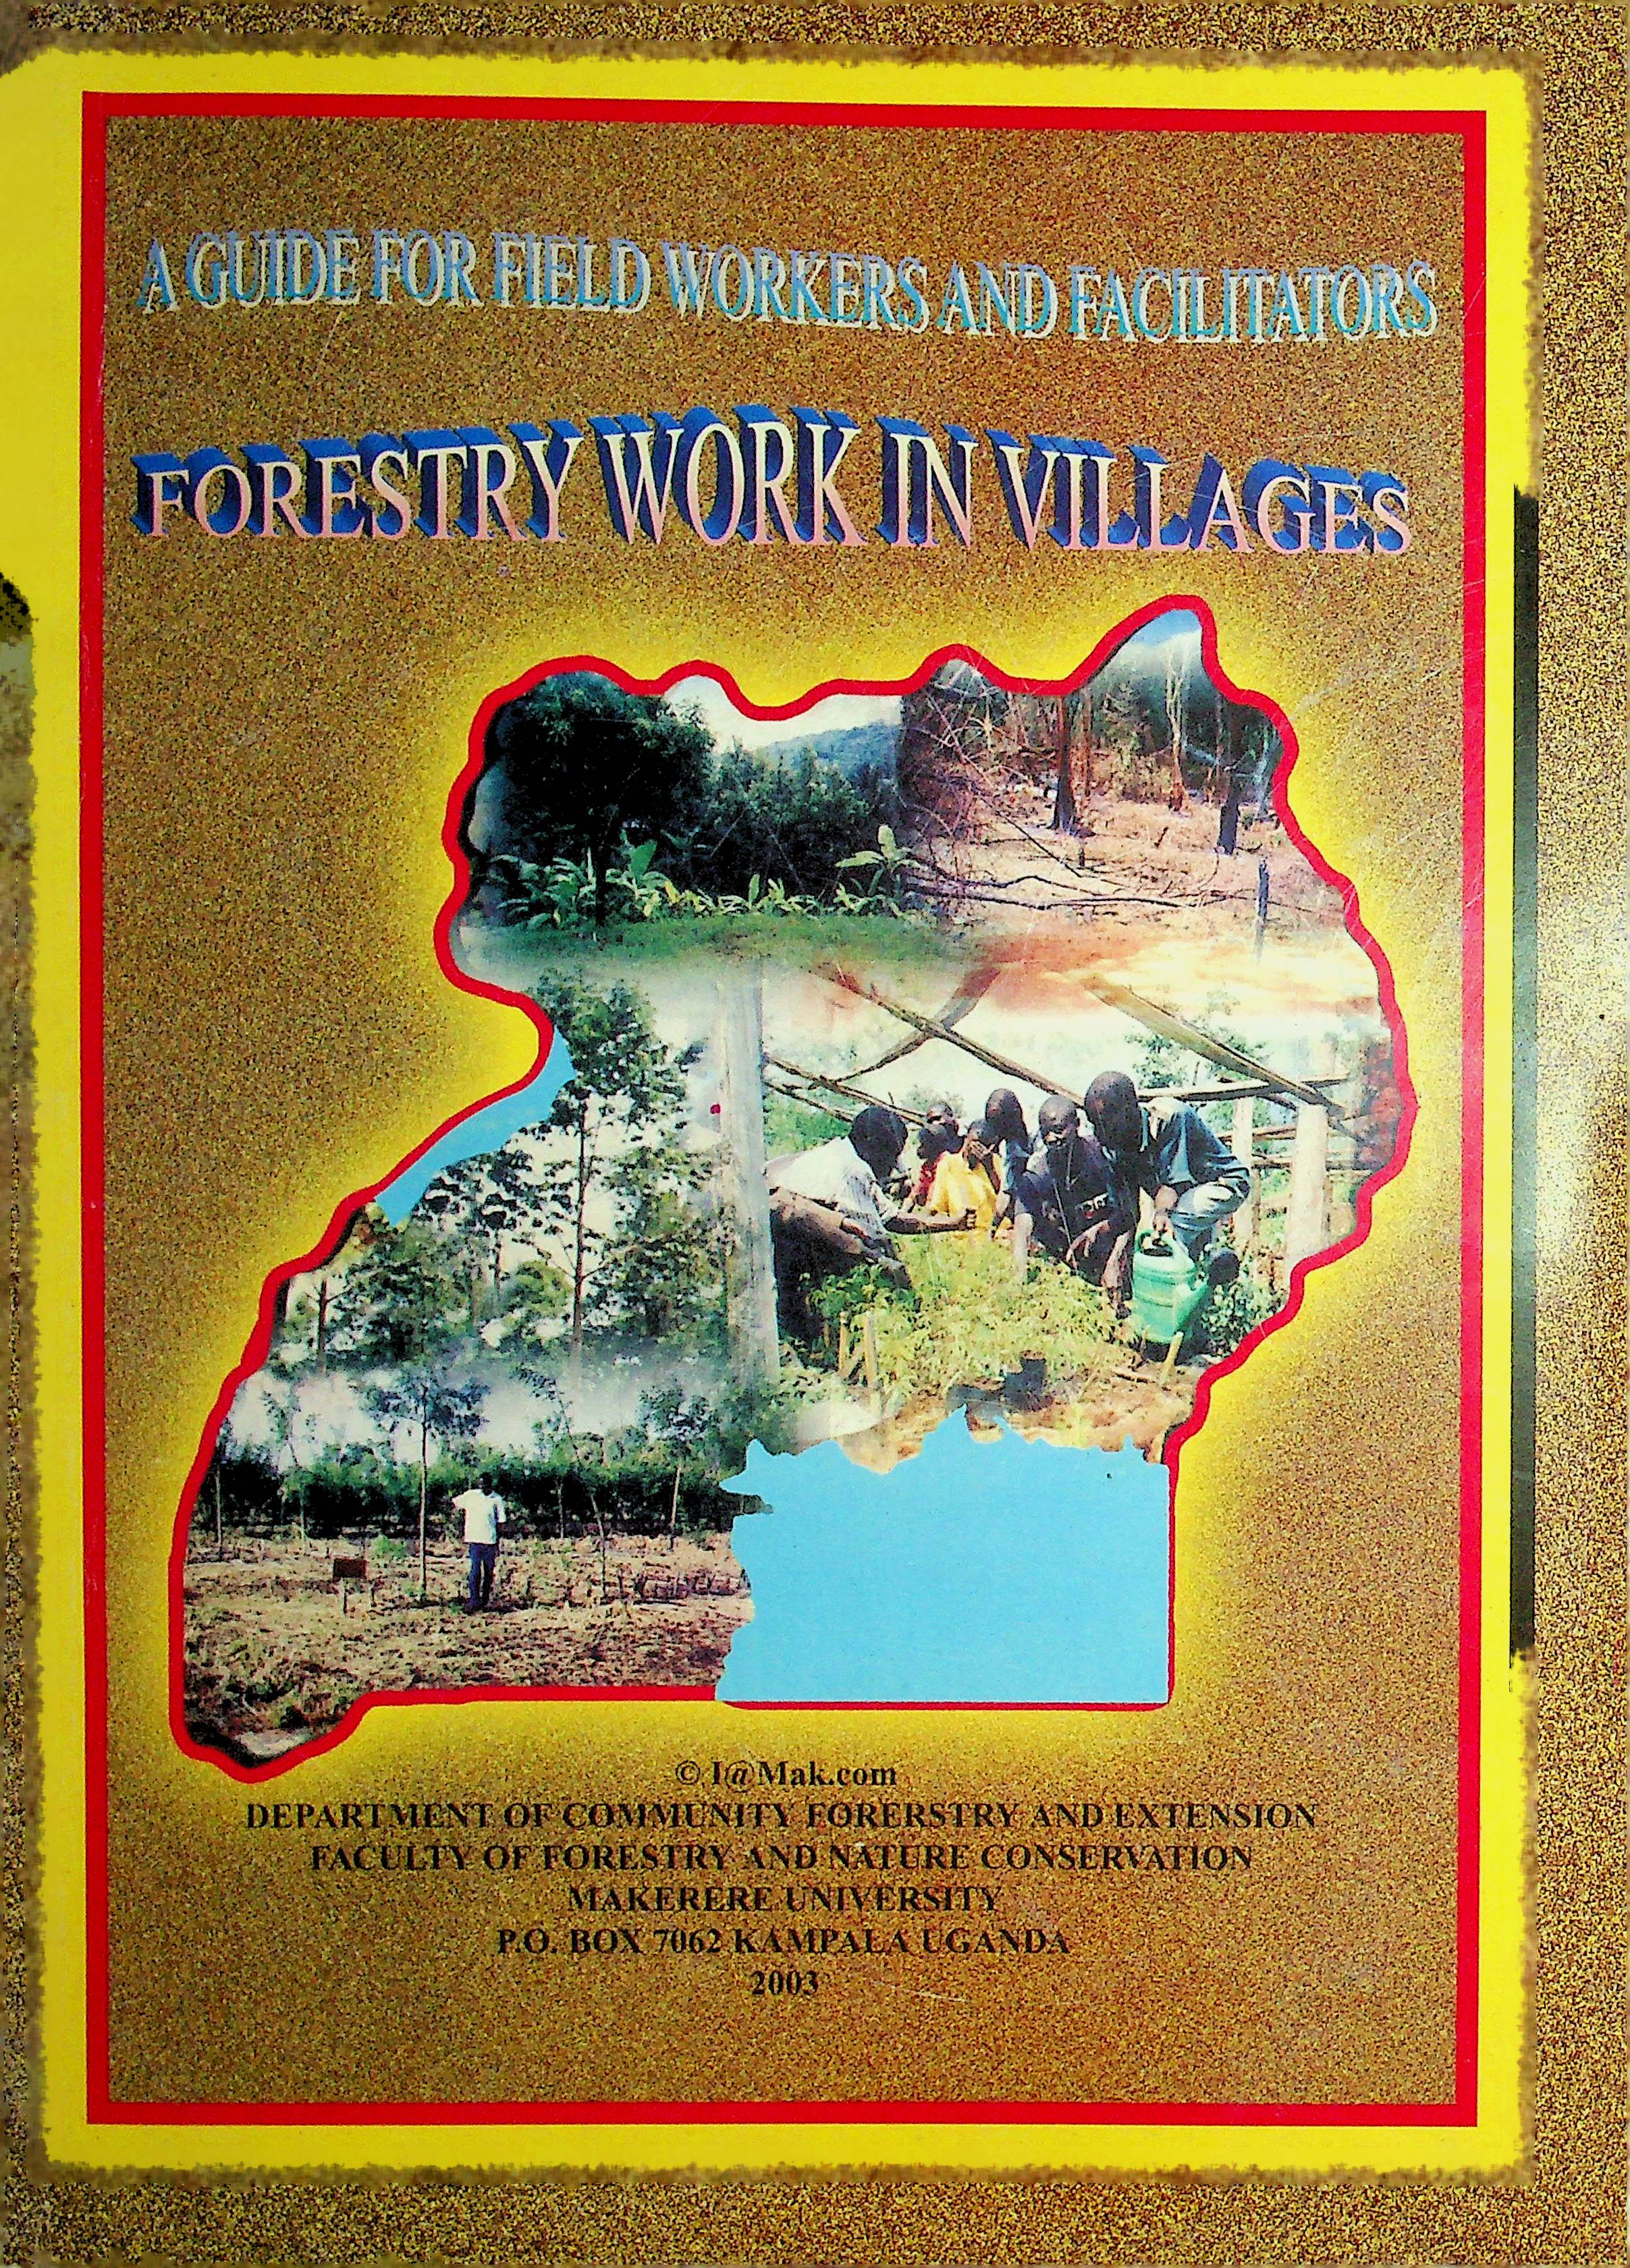 A GUIDE FOR FIELD WORKERS AND FACILITATORS
FORESTRY WORK IN VILLAGES
© I@Mak.com
DEPARTMENT OF COMMUNITY FORERSTRY AND EXTENSION
FACULTY OF FORESTRY AND NATURE CONSERVATION
MAKERERE UNIVERSITY
P.O. BOX 7062 KAMPALA UGANDA
2003